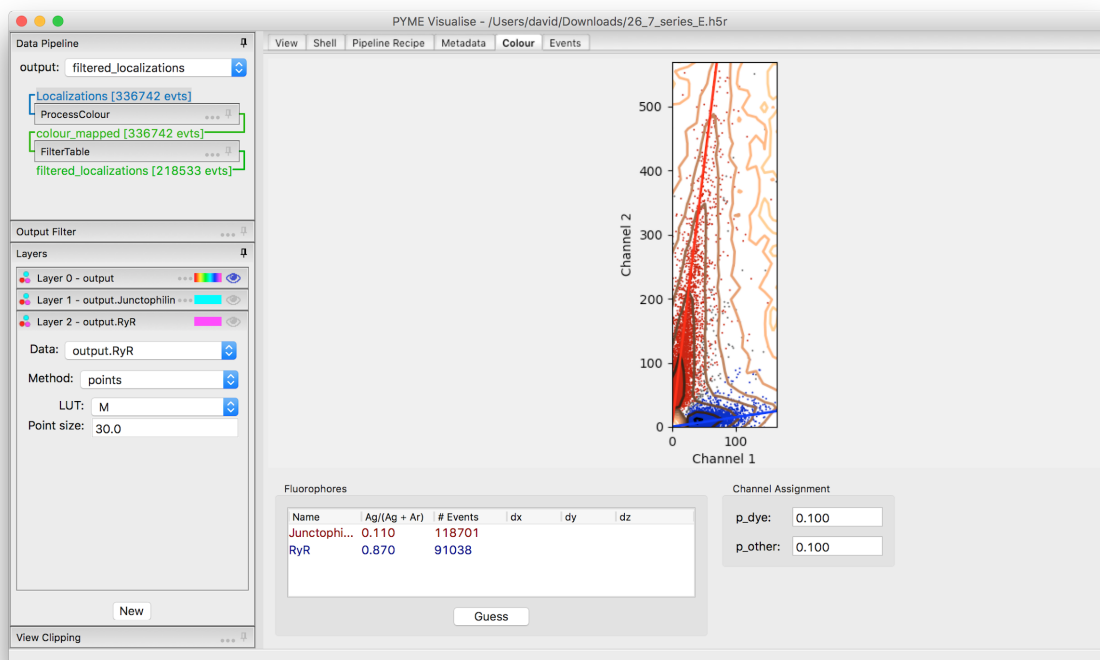 PYME Visualise - /Users/david/Downloads/26_7_series_E.h5r
Data Pipeline
output: filtered_localizations
Localizations [336742 evts]
ProcessColour
colour_mapped [336742 evts]
FilterTable
filtered_localizations [218533 evts]
Output Filter
Layers
Layer 0 - output
Layer 1 - output.Junctophilin
Layer 2 - output.RyR
Data: output.RyR
Method: points
LUT: M
Point size: 30.0
New
View Clipping
View Shell Pipeline Recipe Metadata Colour Events
500
400
300
200
100
0
Channel 2
0 100
Channel 1
Fluorophores
Name Ag/(Ag + Ar) # Events dx dy dz
Junctophi... 0.110 118701
RyR 0.870 91038
Guess
Channel Assignment
p_dye: 0.100
p_other: 0.100